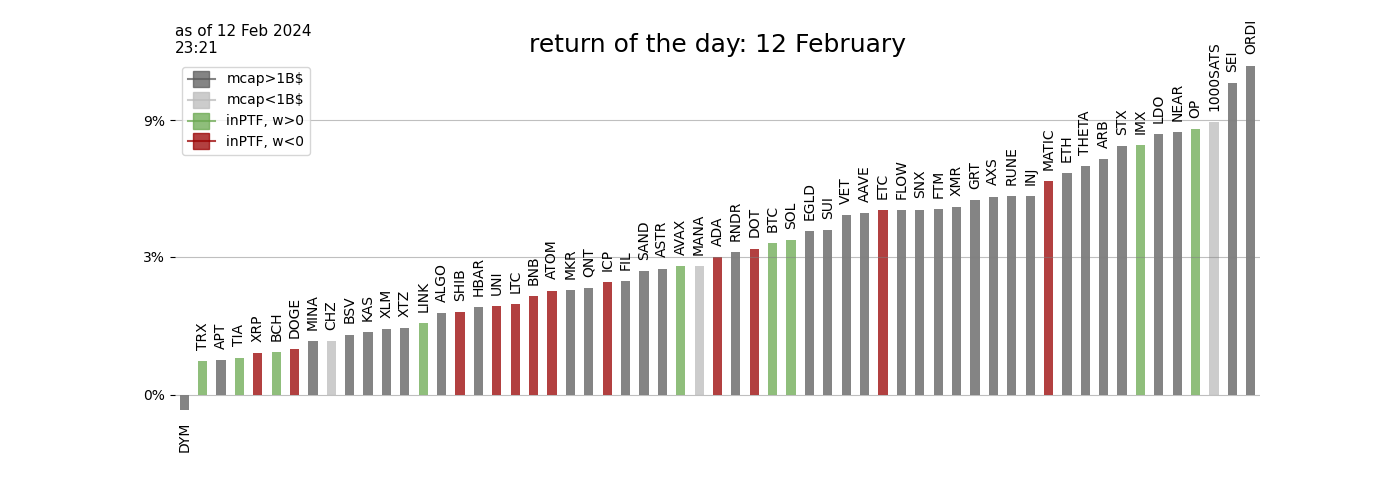 as of 12 Feb 2024
23:21
return of the day: 12 February
mcap>1B$
mcap<1B$
inPTF, w>0
inPTF, w<0
9%
3%
0%
DYM
TRX
APT
TIA
XRP
BCH
DOGE
MINA
CHZ
BSV
KAS
XLM
XTZ
LINK
ALGO
SHIB
HBAR
UNI
LTC
BNB
ATOM
MKR
QNT
ICP
FIL
SAND
ASTR
AVAX
MANA
ADA
RNDR
DOT
BTC
SOL
EGLD
SUI
VET
AAVE
ETC
FLOW
SNX
FTM
XMR
GRT
AXS
RUNE
INJ
MATIC
ETH
THETA
ARB
STX
IMX
LDO
NEAR
OP
1000SATS
SEI
ORDI